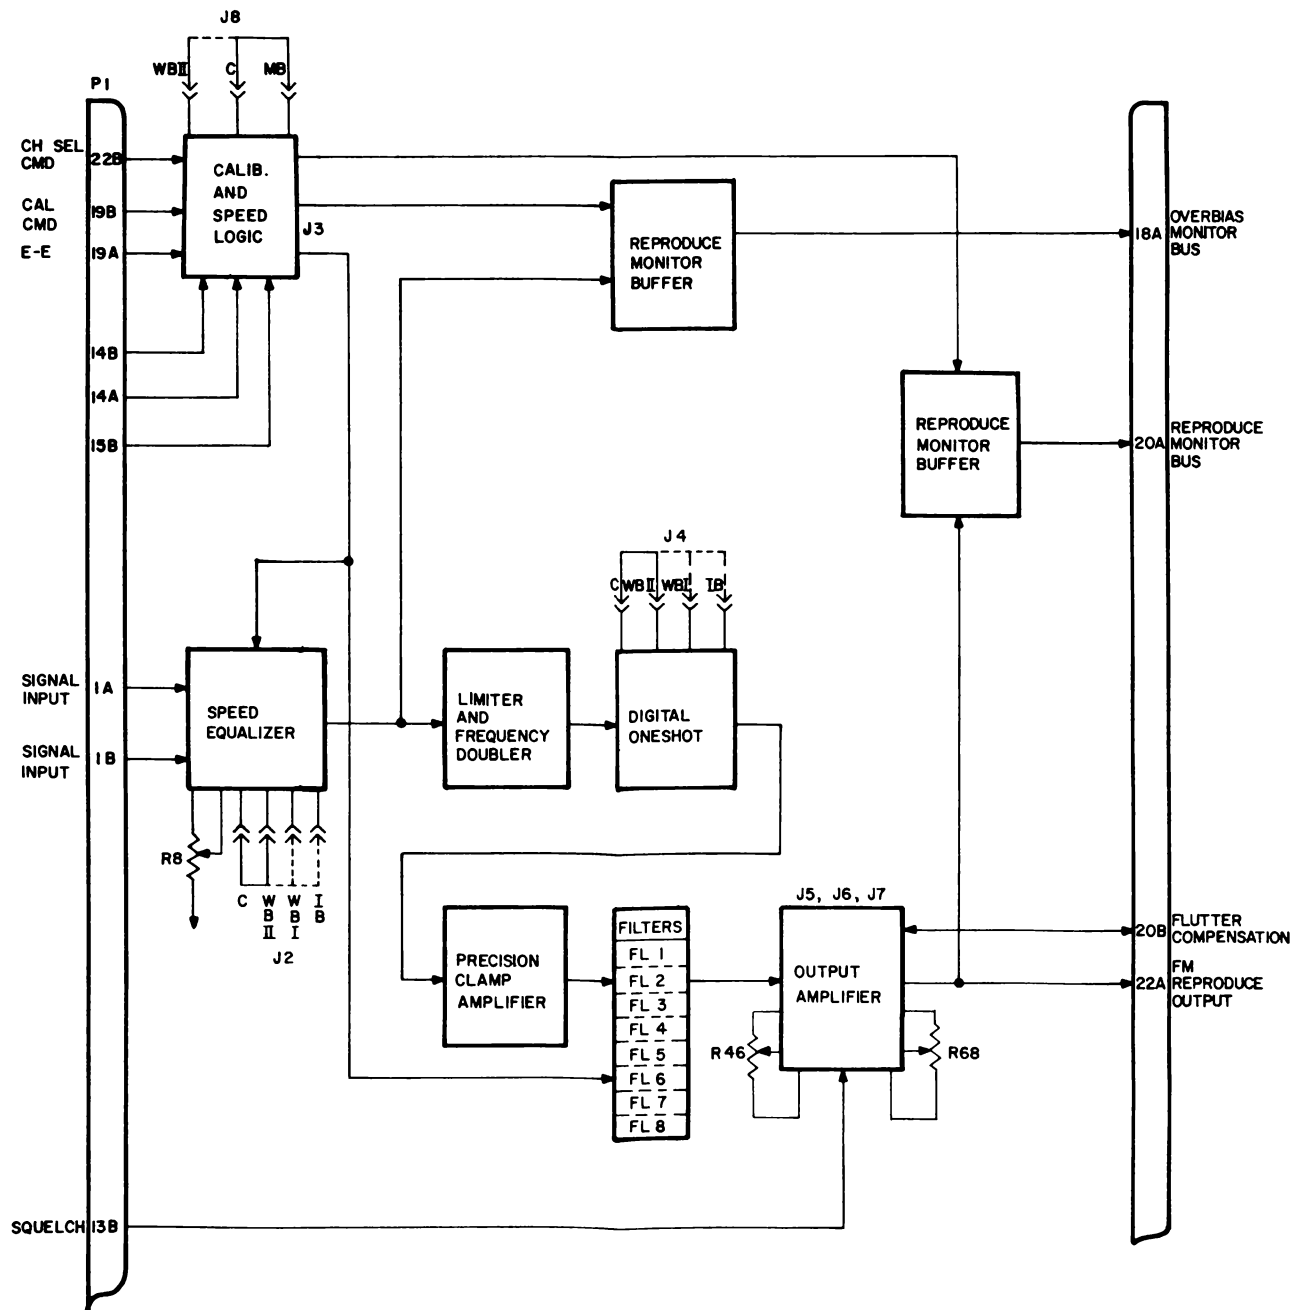 J8
WBII C MB
P1
CH SEL
CMD
22B
CAL
CMD
19B
E-E
19A
14B
14A
15B
CALIB.
AND
SPEED
LOGIC
J3
REPRODUCE
MONITOR
BUFFER
18A
OVERBIAS
MONITOR
BUS
REPRODUCE
MONITOR
BUFFER
20A
REPRODUCE
MONITOR
BUS
J4
C WBII WBI IB
SIGNAL
INPUT
1A
SIGNAL
INPUT
1B
SPEED
EQUALIZER
LIMITER
AND
FREQUENCY
DOUBLER
DIGITAL
ONESHOT
R8
C
WBII
WBI
IB
J2
PRECISION
CLAMP
AMPLIFIER
FILTERS
FL 1
FL 2
FL 3
FL 4
FL 5
FL 6
FL 7
FL 8
J5, J6, J7
OUTPUT
AMPLIFIER
R46
R68
20B
FLUTTER
COMPENSATION
22A
FM
REPRODUCE
OUTPUT
SQUELCH
13B